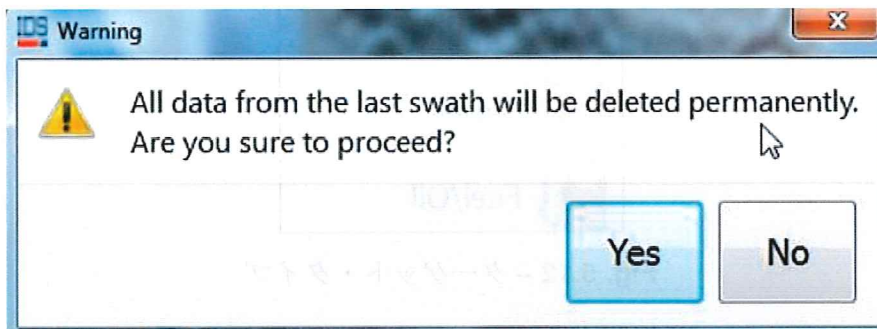 IDS Warning
All data from the last swath will be deleted permanently.
Are you sure to proceed?
Yes
No